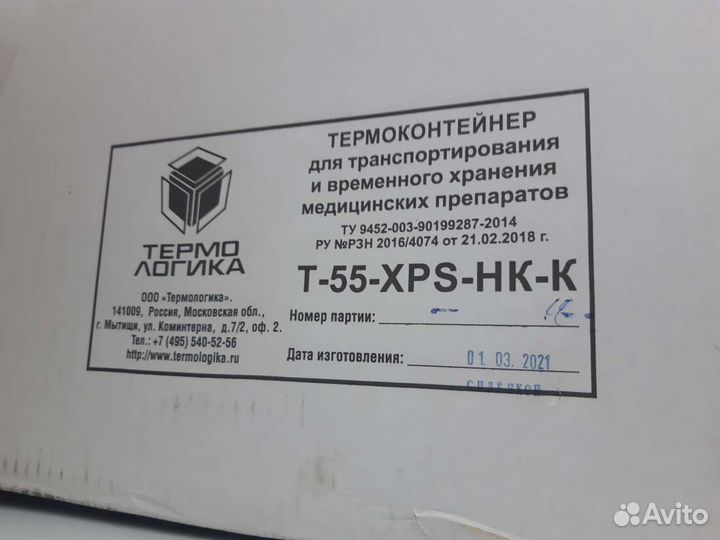 ТЕРМО
ЛОГИКА
ООО «Термологика».
141009, Россия, Московская обл.,
г. Мытищи, ул. Коминтерна, д.7/2, оф. 2.
Тел.: +7 (495) 540-52-56
http://www.termologika.ru
ТЕРМОКОНТЕЙНЕР
для транспортирования
и временного хранения
медицинских препаратов
ТУ 9452-003-90199287-2014
РУ №РЗН 2016/4074 от 21.02.2018 г.
Т-55-XPS-НК-К
Номер партии:
Дата изготовления: 01. 03. 2021
Avito